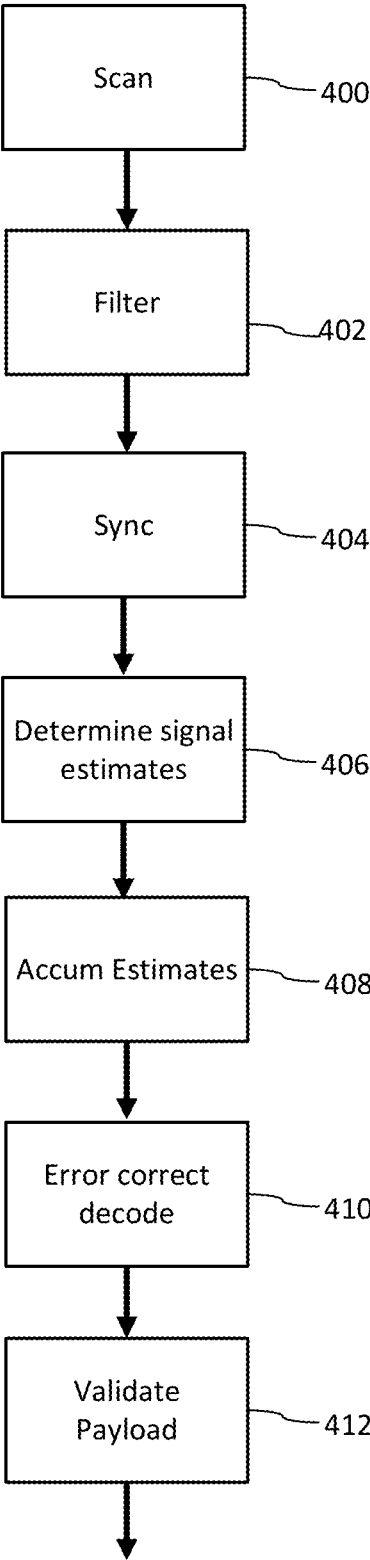 Scan
400
Filter
402
Sync
404
Determine signal
estimates
406
Accum Estimates
408
Error correct
decode
410
Validate
Payload
412